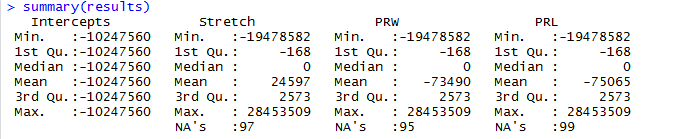 > summary(results)
Intercepts Stretch PRW PRL
Min. :-10247560 Min. :-19478582 Min. :-19478582 Min. :-19478582
1st Qu.:-10247560 1st Qu.: -168 1st Qu.: -168 1st Qu.: -168
Median :-10247560 Median : 0 Median : 0 Median : 0
Mean :-10247560 Mean : 24597 Mean : -73490 Mean : -75065
3rd Qu.:-10247560 3rd Qu.: 2573 3rd Qu.: 2573 3rd Qu.: 2573
Max. :-10247560 Max. : 28453509 Max. : 28453509 Max. : 28453509
NA's :97 NA's :95 NA's :99